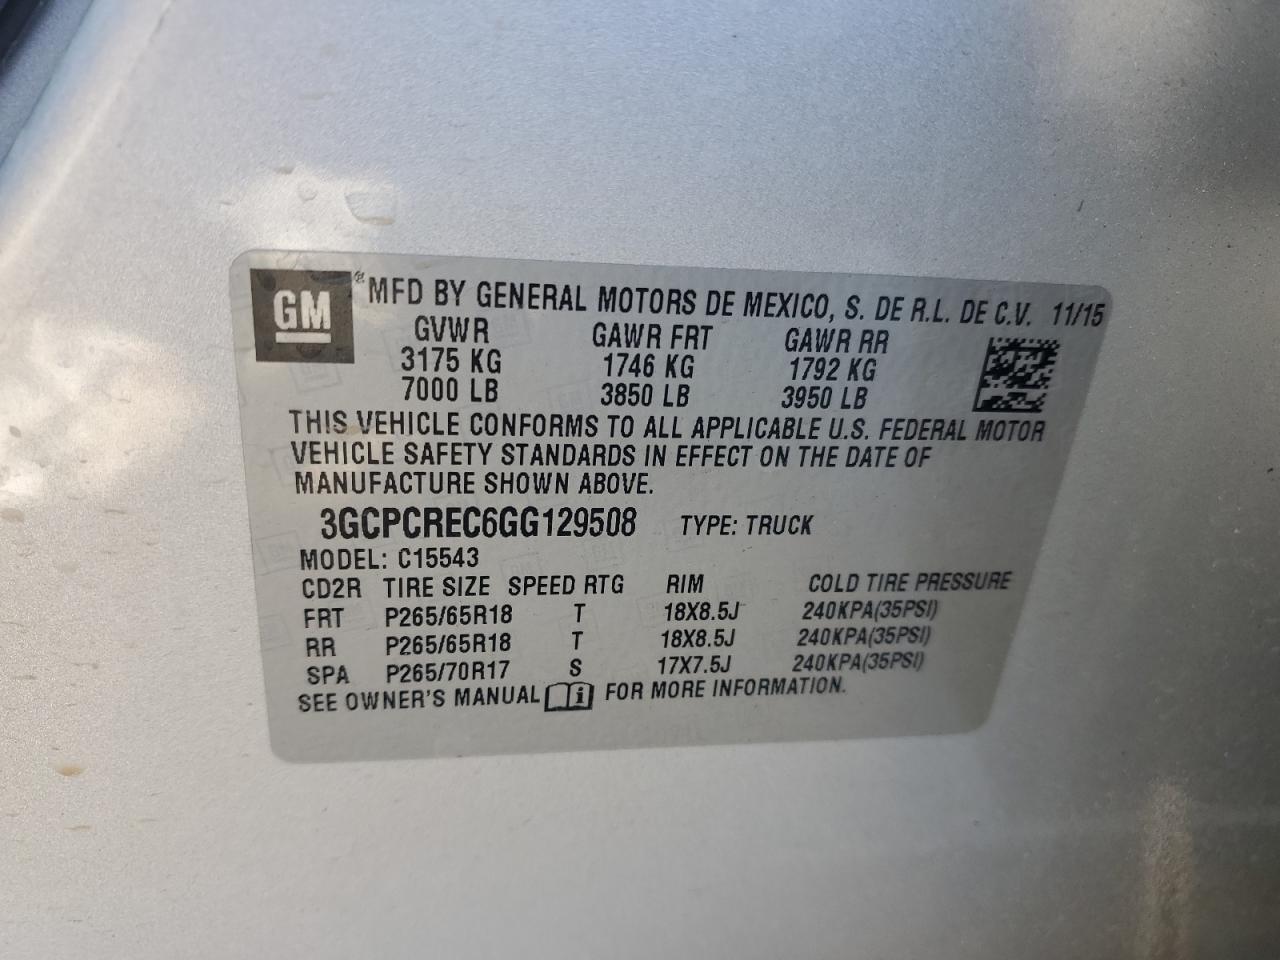 GM ® MFD BY GENERAL MOTORS DE MEXICO, S. DE R.L. DE C.V. 11/15
GVWR GAWR FRT GAWR RR
3175 KG 1746 KG 1792 KG
7000 LB 3850 LB 3950 LB
THIS VEHICLE CONFORMS TO ALL APPLICABLE U.S. FEDERAL MOTOR
VEHICLE SAFETY STANDARDS IN EFFECT ON THE DATE OF
MANUFACTURE SHOWN ABOVE.
3GCPCREC6GG129508 TYPE: TRUCK
MODEL: C15543
CD2R TIRE SIZE SPEED RTG RIM COLD TIRE PRESSURE
FRT P265/65R18 T 18X8.5J 240KPA(35PSI)
RR P265/65R18 T 18X8.5J 240KPA(35PSI)
SPA P265/70R17 S 17X7.5J 240KPA(35PSI)
SEE OWNER'S MANUAL i FOR MORE INFORMATION.